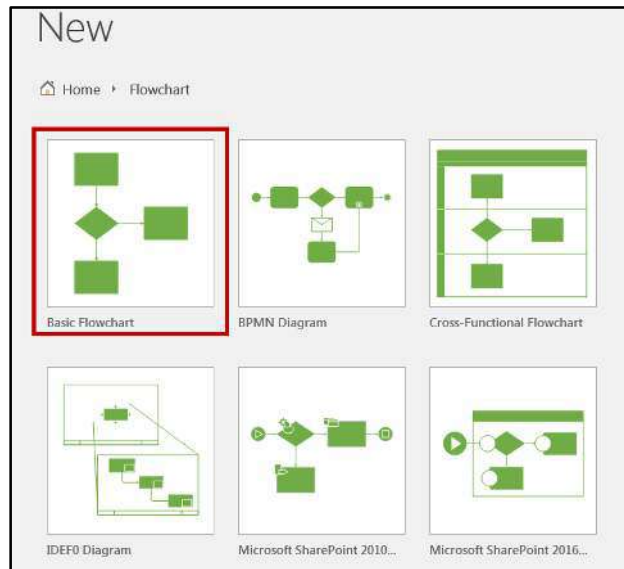 New
Home › Flowchart
Basic Flowchart
BPMN Diagram
Cross-Functional Flowchart
IDEF0 Diagram
Microsoft SharePoint 2010...
Microsoft SharePoint 2016...